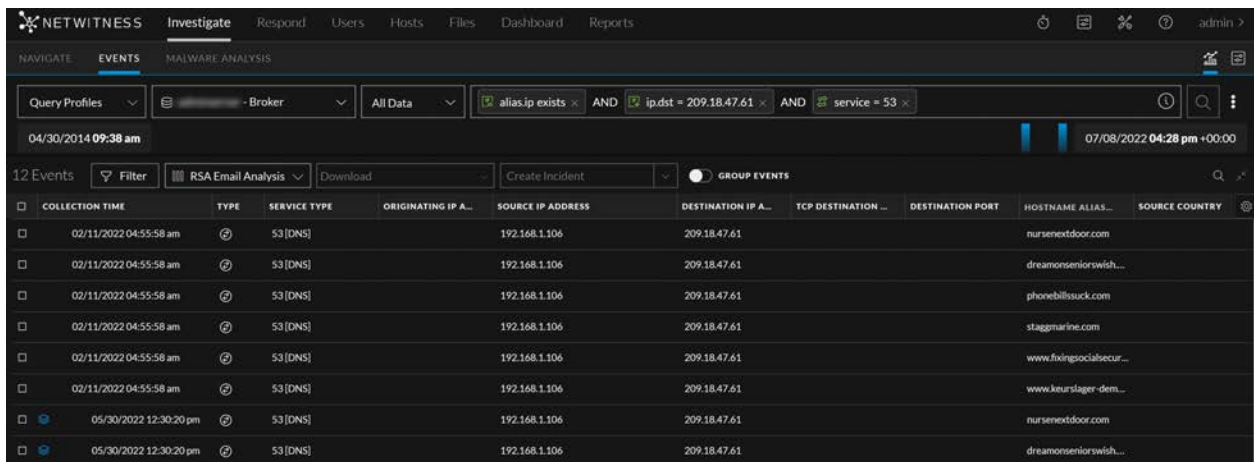 NETWITNESS Investigate Respond Users Hosts Files Dashboard Reports admin >
NAVIGATE EVENTS MALWARE ANALYSIS
Query Profiles - Broker All Data alias.ip exists × AND ip.dst = 209.18.47.61 × AND service = 53 ×
04/30/2014 09:38 am 07/08/2022 04:28 pm +00:00
12 Events Filter RSA Email Analysis Download Create Incident GROUP EVENTS
COLLECTION TIME TYPE SERVICE TYPE ORIGINATING IP A... SOURCE IP ADDRESS DESTINATION IP A... TCP DESTINATION ... DESTINATION PORT HOSTNAME ALIAS... SOURCE COUNTRY
02/11/2022 04:55:58 am 53 [DNS] 192.168.1.106 209.18.47.61 nursenextdoor.com
02/11/2022 04:55:58 am 53 [DNS] 192.168.1.106 209.18.47.61 dreamonseniorswish....
02/11/2022 04:55:58 am 53 [DNS] 192.168.1.106 209.18.47.61 phonebillssuck.com
02/11/2022 04:55:58 am 53 [DNS] 192.168.1.106 209.18.47.61 staggmarine.com
02/11/2022 04:55:58 am 53 [DNS] 192.168.1.106 209.18.47.61 www.fixingsocialsecur...
02/11/2022 04:55:58 am 53 [DNS] 192.168.1.106 209.18.47.61 www.keurslager-dem...
05/30/2022 12:30:20 pm 53 [DNS] 192.168.1.106 209.18.47.61 nursenextdoor.com
05/30/2022 12:30:20 pm 53 [DNS] 192.168.1.106 209.18.47.61 dreamonseniorswish....